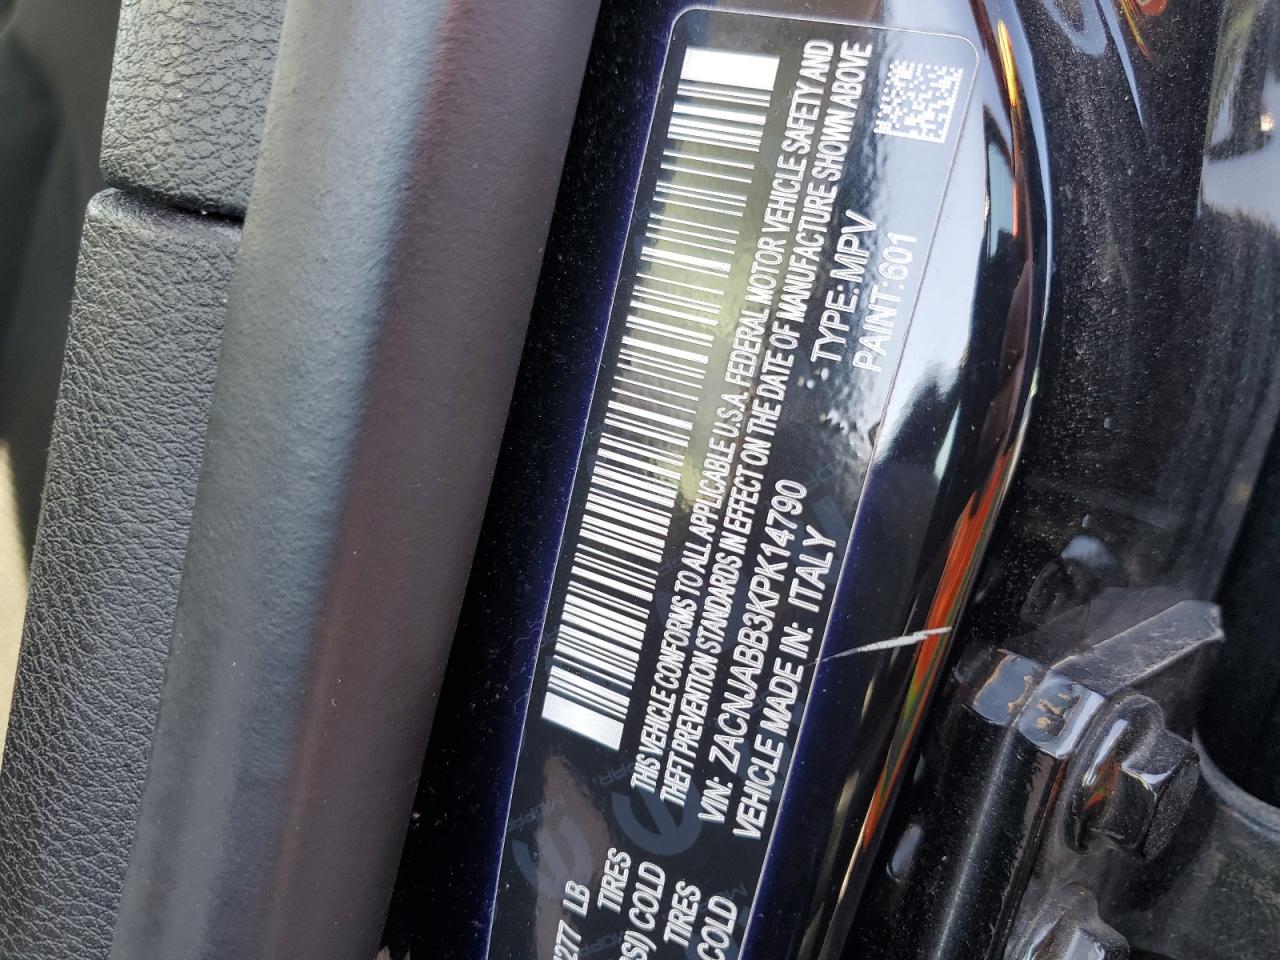 277 LB
TIRES
COLD
TIRES
COLD
THIS VEHICLE CONFORMS TO ALL APPLICABLE U.S.A. FEDERAL MOTOR VEHICLE SAFETY AND
THEFT PREVENTION STANDARDS IN EFFECT ON THE DATE OF MANUFACTURE SHOWN ABOVE
VIN: ZACNJABB3KPK14790
TYPE: MPV
VEHICLE MADE IN: ITALY
PAINT:601